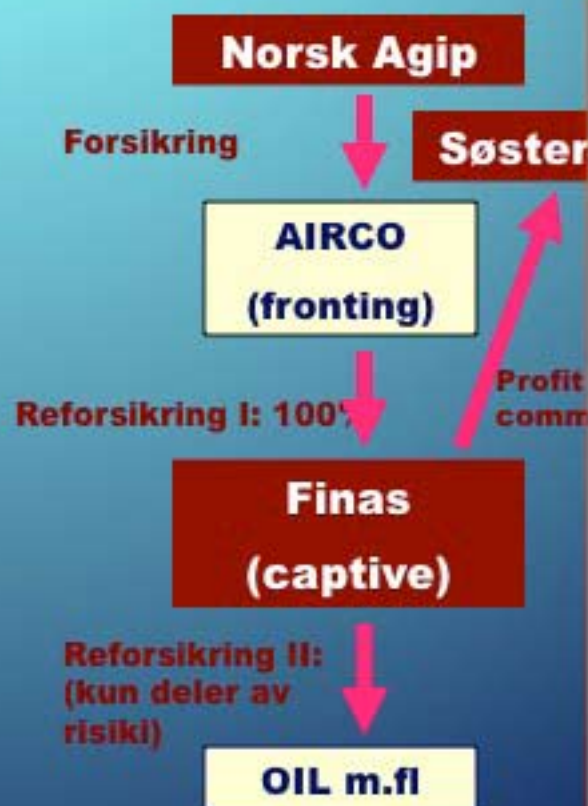 Norsk Agip
Forsikring
Søster
AIRCO
(fronting)
Reforsikring I: 100%
Profit
comm
Finas
(captive)
Reforsikring II:
(kun deler av
risiki)
OIL m.fl